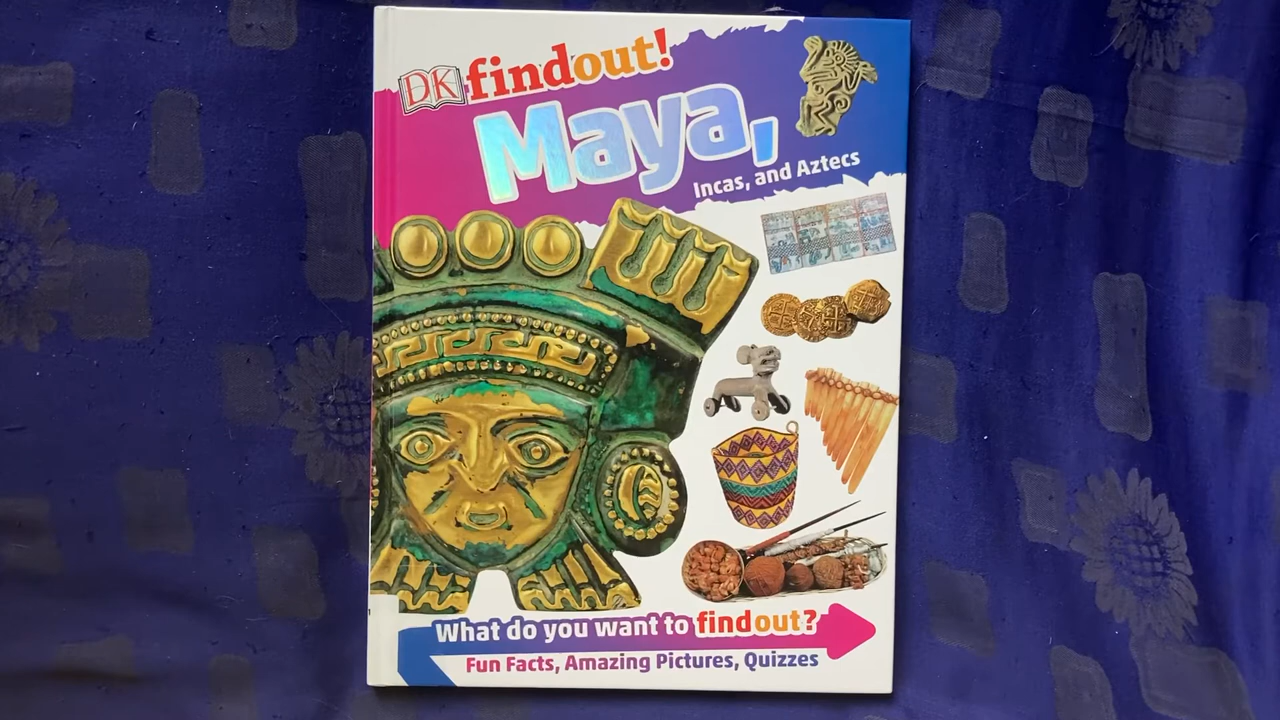 DK findout!
Maya,
Incas, and Aztecs
What do you want to findout?
Fun Facts, Amazing Pictures, Quizzes